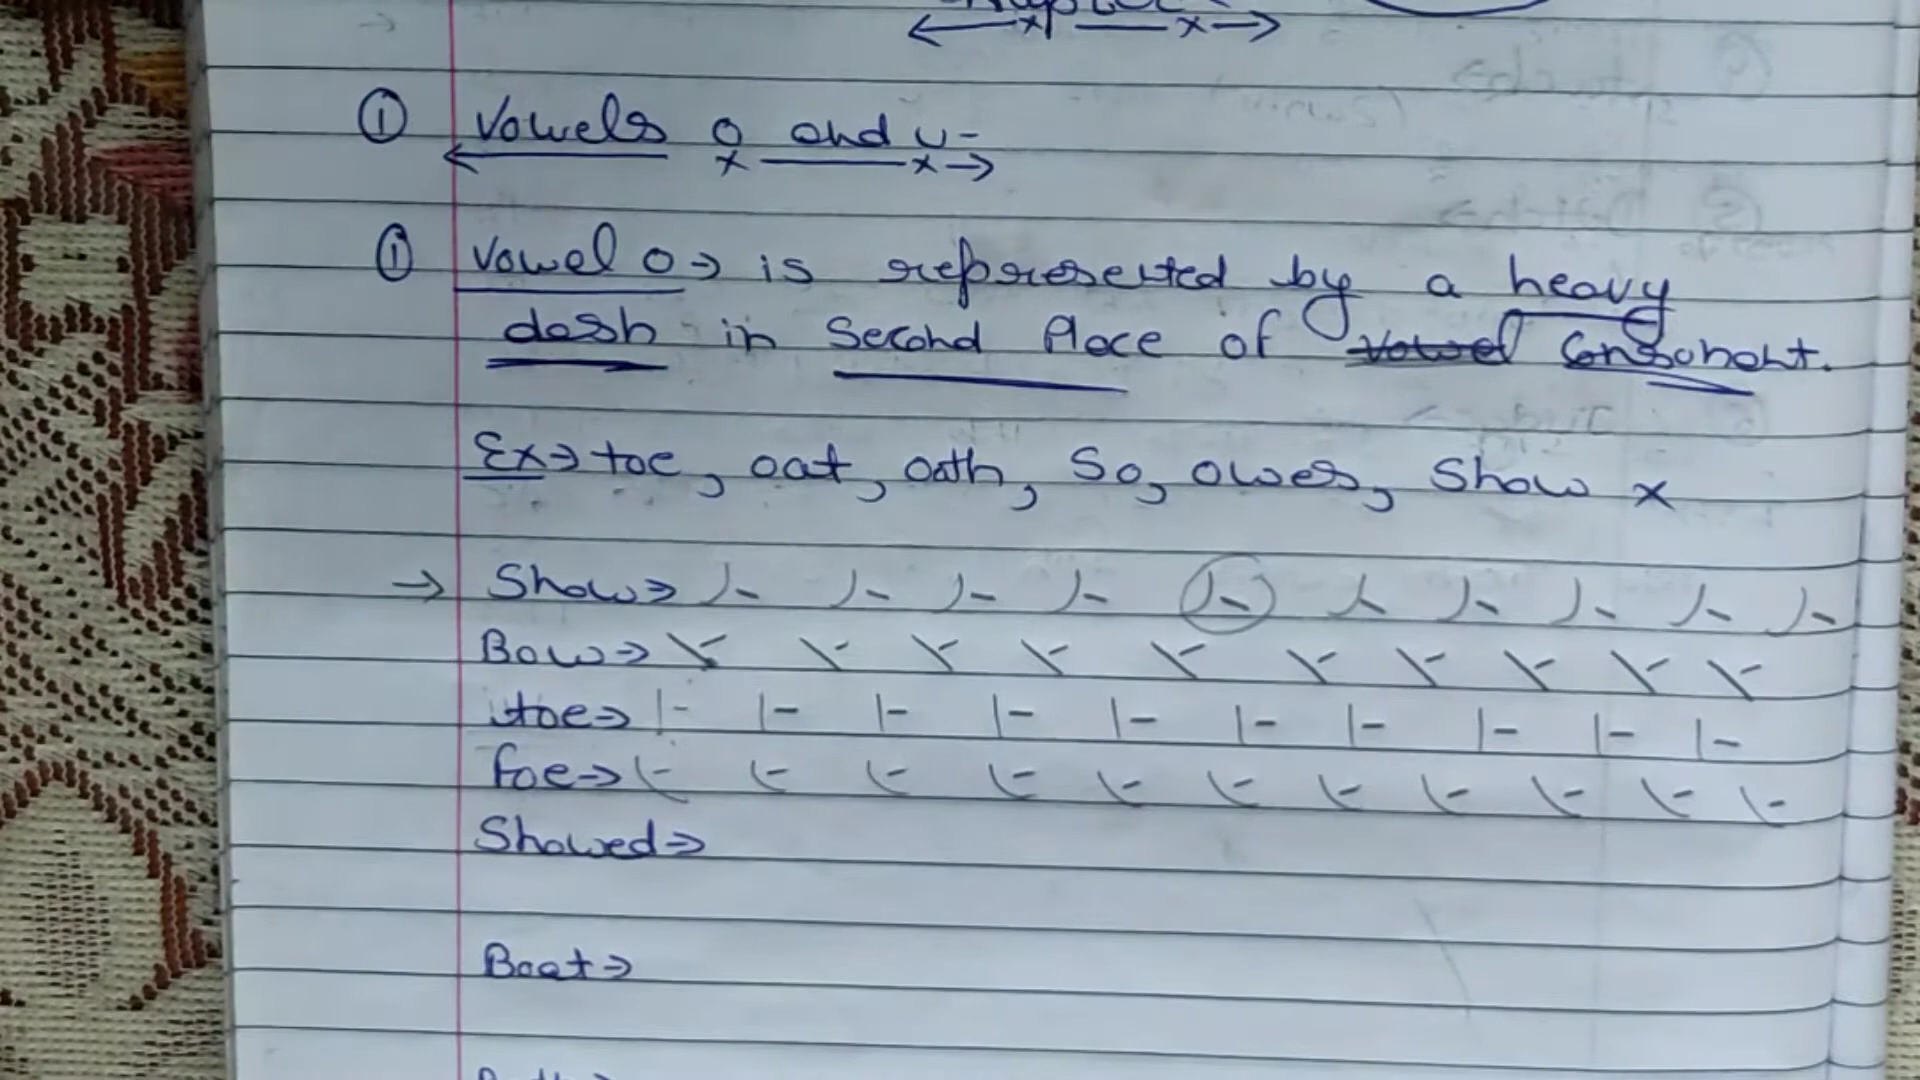 ① Vowels o and u-
① Vowel o→ is represented by a heavy
dash in Second Place of Vowel Consonant.
Ex→ toe, oat, oath, So, owes, Show x
→ Show→
Bow→
toe→
foe→
Showed→
Boat→